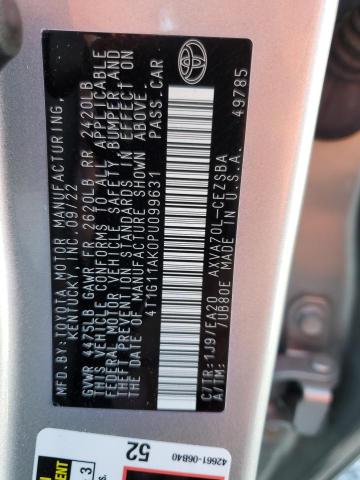 MFD.BY:TOYOTA MOTOR MANUFACTURING,
KENTUCKY,INC.09/22
GVWR 4475LB GAWR FR 2620LB RR 2420LB
THIS VEHICLE CONFORMS TO ALL APPLICABLE
FEDERAL MOTOR VEHICLE SAFETY, BUMPER AND
THEFT PREVENTION STANDARDS IN EFFECT ON
THE DATE OF MANUFACTURE SHOWN ABOVE.
4T1G11AK0PU099631 PASS.CAR
C/TR:1J9/EA20 AXVA70L-CEZSBA
A/TM: /UB80E MADE IN U.S.A. 49785
42661-06B40
52